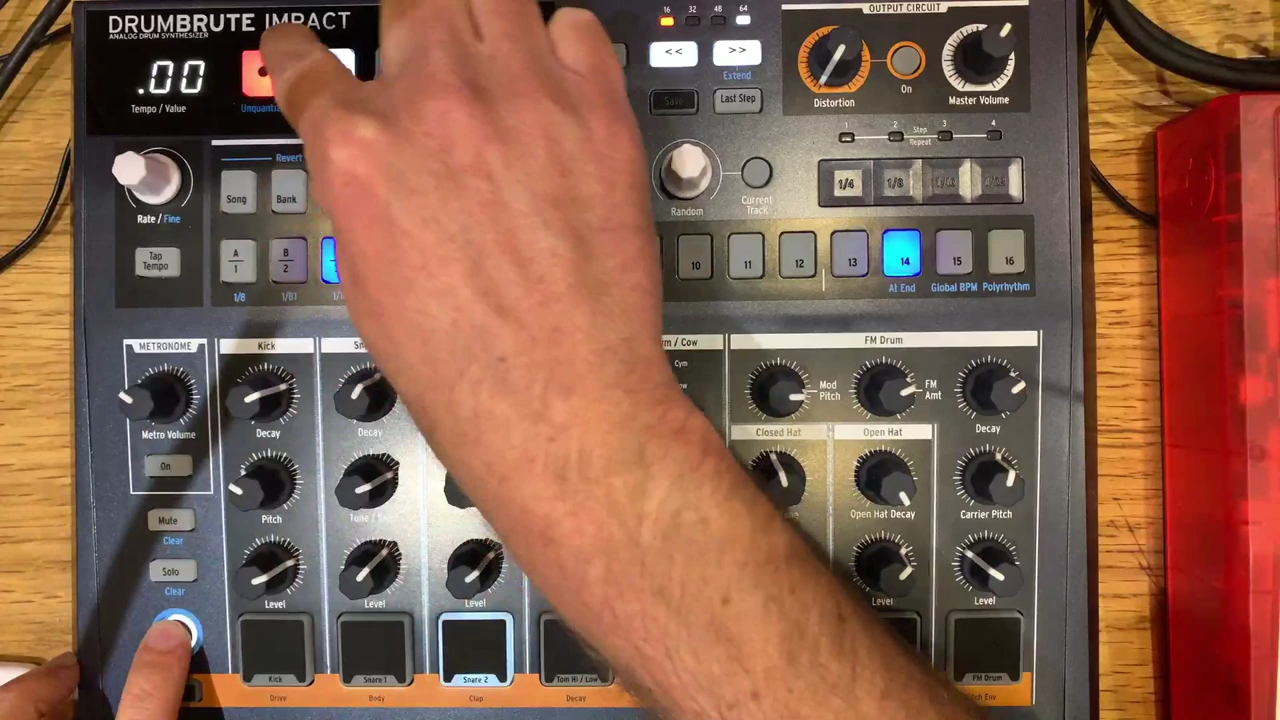 DRUMBRUTE IMPACT
ANALOG DRUM SYNTHESIZER
.00
Tempo / Value
16 32 48 64
<< >>
Extend
Save
Last Step
OUTPUT CIRCUIT
Distortion
On
Master Volume
1 2 3 4
Step
Repeat
1/4 1/8
Rate / Fine
Revert
Song
Bank
Random
Current
Track
Tap
Tempo
A
1
B
2
10
11
12
13
14
15
16
1/8
At End
Global BPM
Polyrhythm
METRONOME
Metro Volume
On
Mute
Clear
Solo
Clear
Kick
Decay
Pitch
Level
Decay
Level
Level
Cym
FM Drum
Mod
Pitch
FM
Amt
Decay
Closed Hat
Open Hat
Open Hat Decay
Carrier Pitch
Level
Level
Kick
Snare 1
Snare 2
Tom Hi / Low
FM Drum
Drive
Body
Clap
Decay